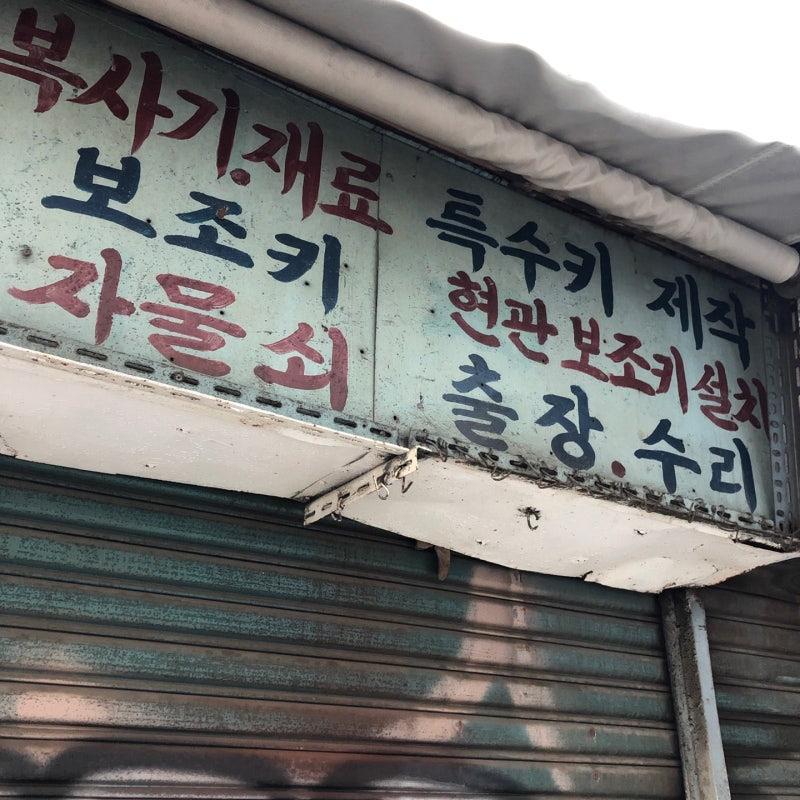 복사기.재료
보조키
자물쇠
특수키 제작
현관보조키설치
출장.수리